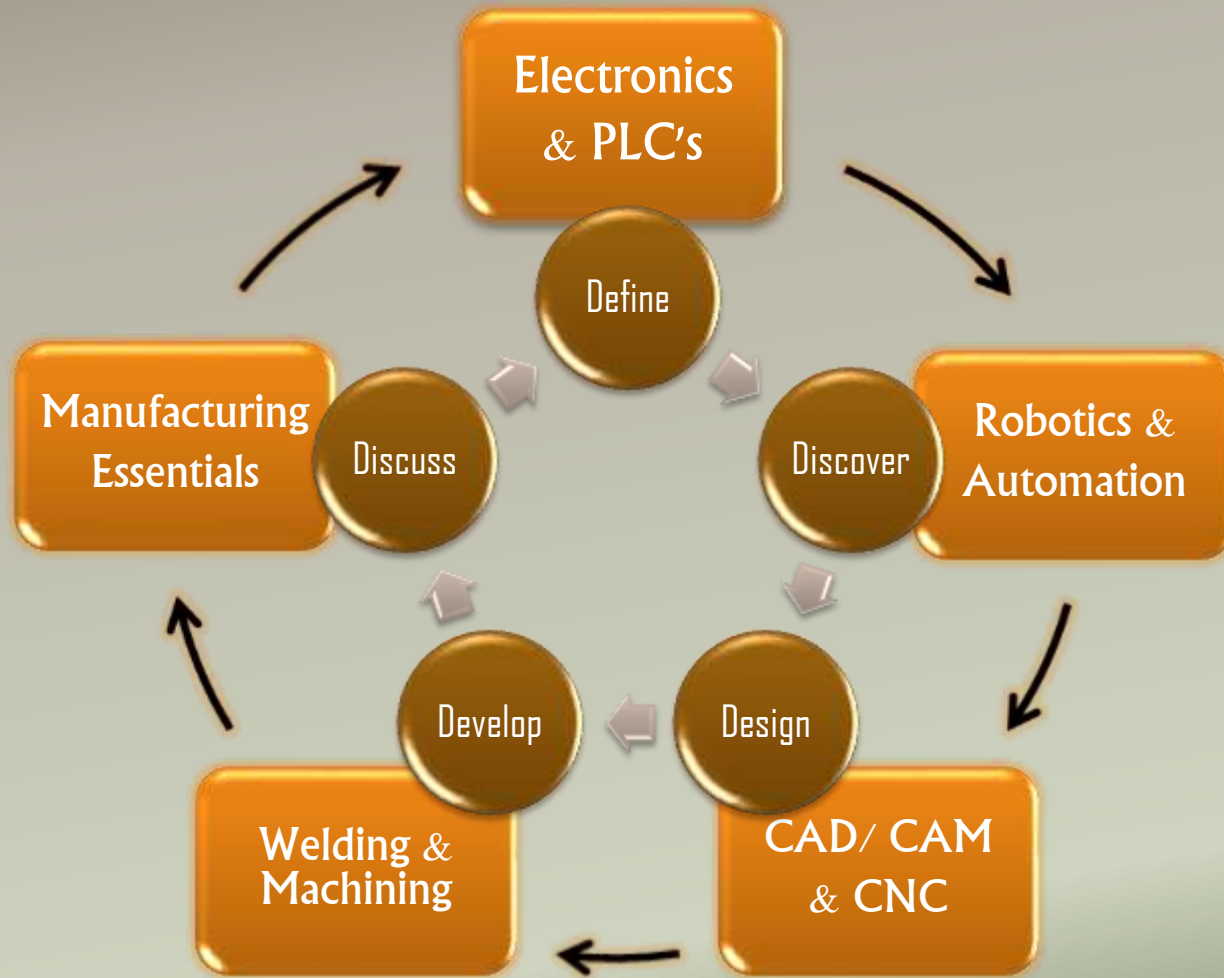 Electronics
& PLC's
Define
Manufacturing
Essentials
Discuss
Discover
Robotics &
Automation
Develop
Design
Welding &
Machining
CAD/ CAM
& CNC